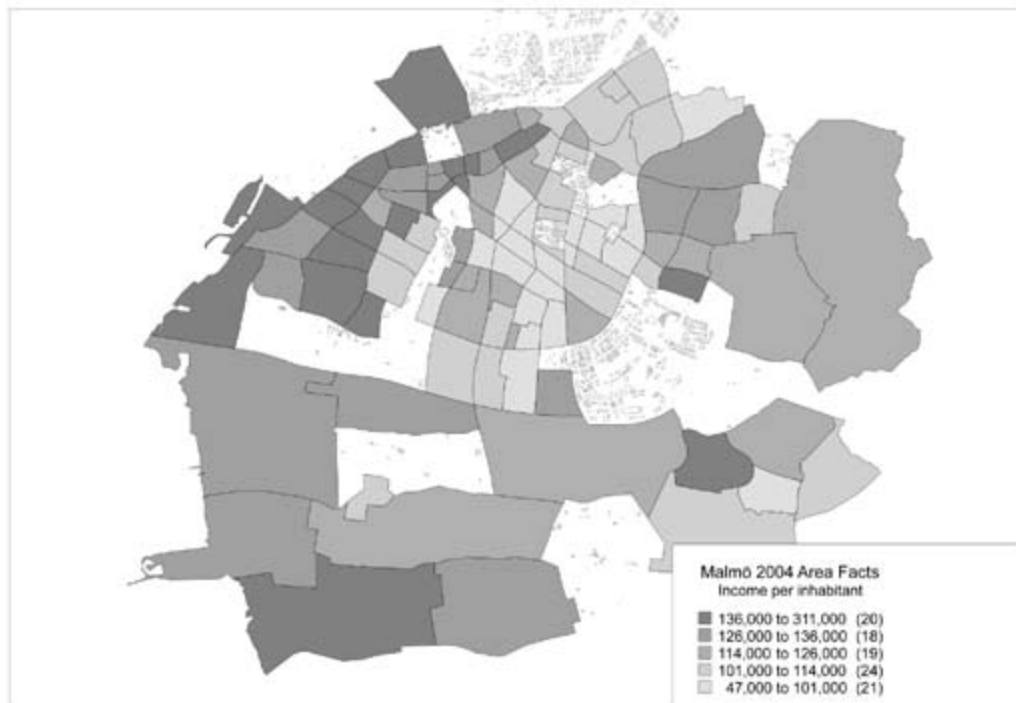 Malmö 2004 Area Facts
Income per inhabitant
136,000 to 311,000 (20)
126,000 to 136,000 (18)
114,000 to 126,000 (19)
101,000 to 114,000 (24)
47,000 to 101,000 (21)